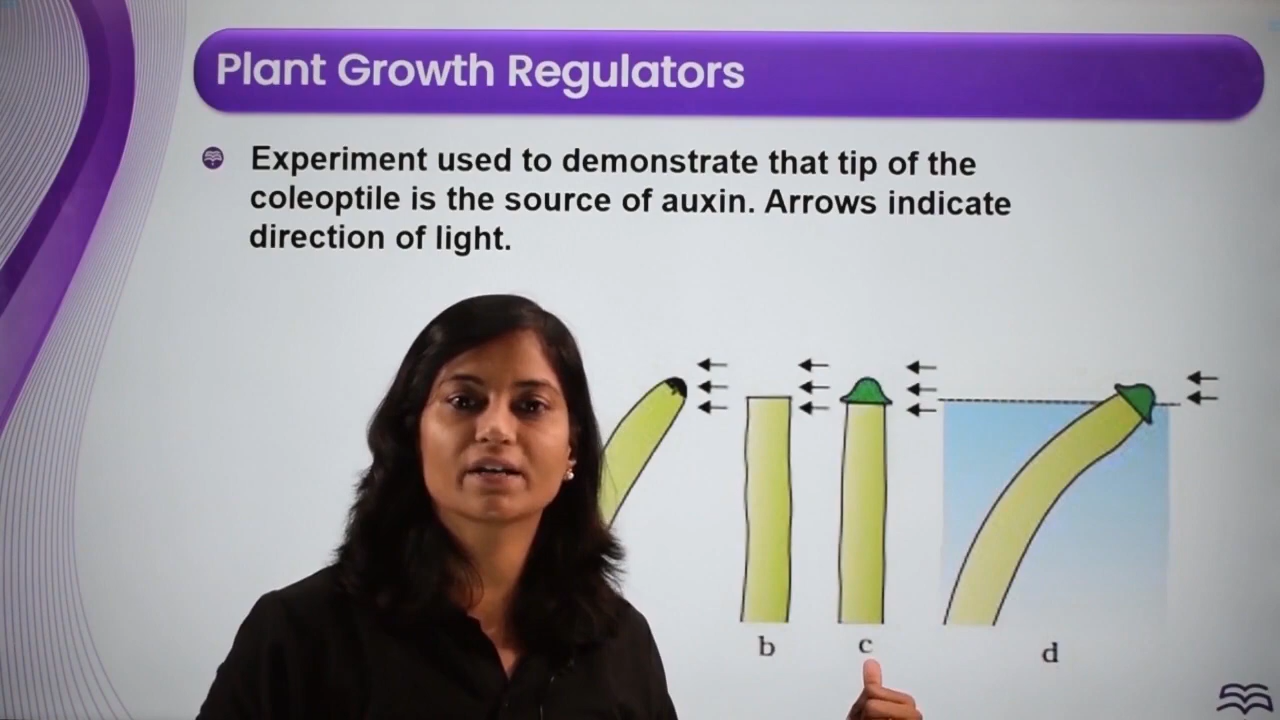 Plant Growth Regulators
Experiment used to demonstrate that tip of the
coleoptile is the source of auxin. Arrows indicate
direction of light.
b
c
d